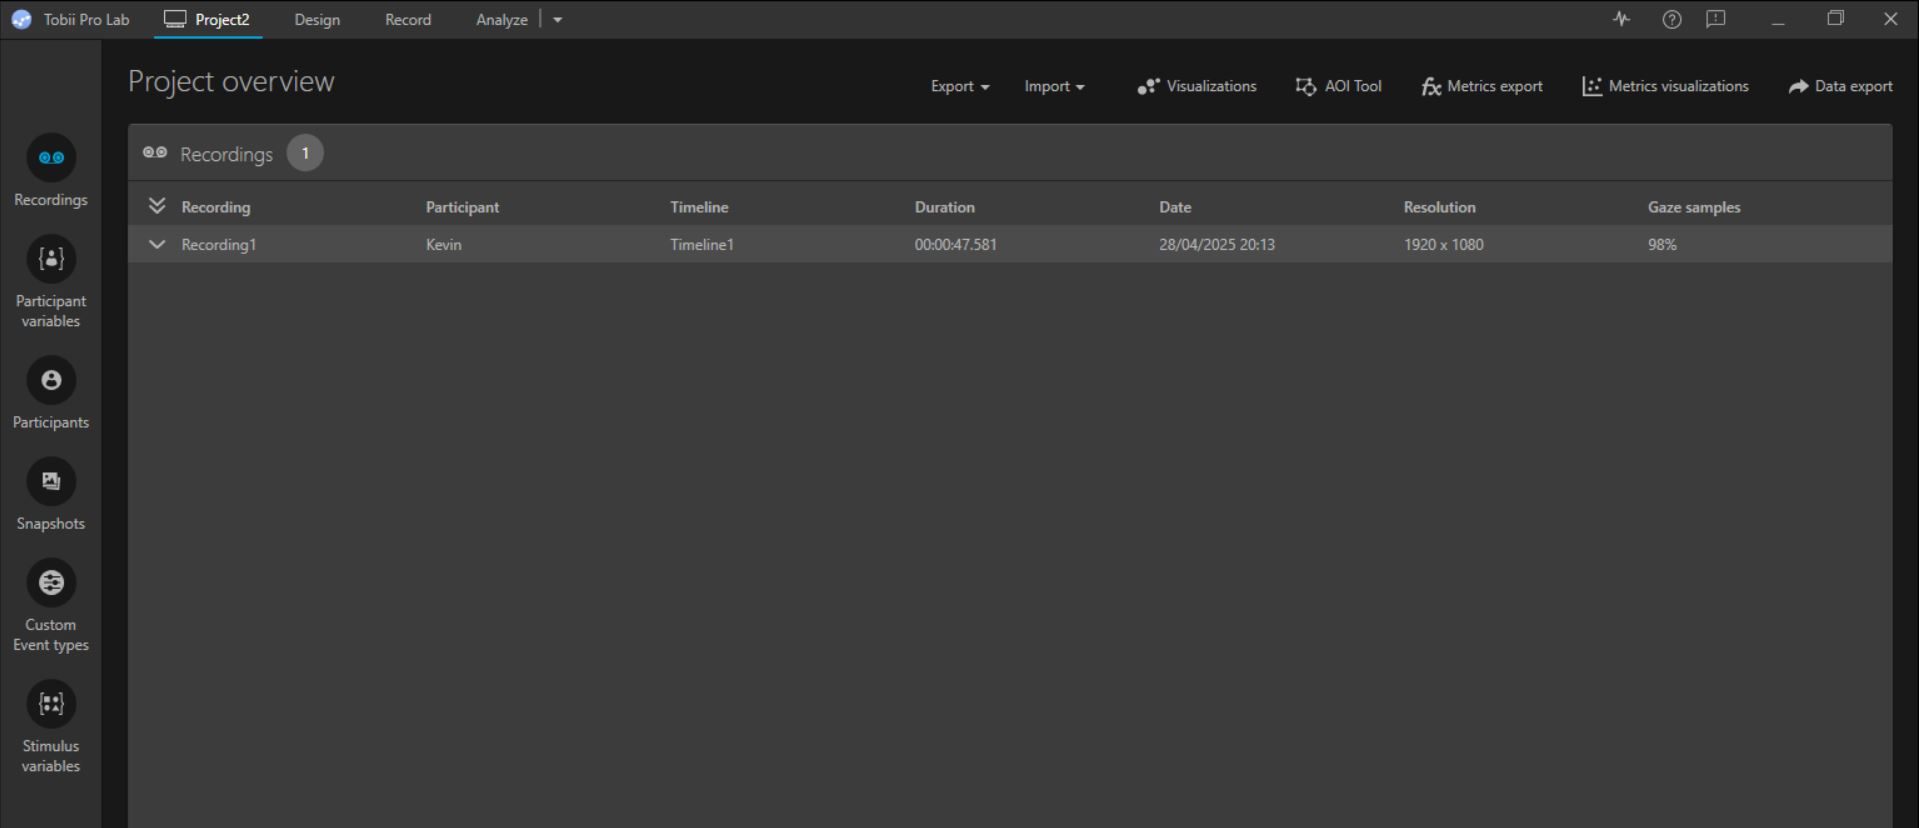 Tobii Pro Lab Project2 Design Record Analyze
Project overview
Export Import Visualizations AOI Tool fx Metrics export Metrics visualizations Data export
Recordings 1
Recording Participant Timeline Duration Date Resolution Gaze samples
Recording1 Kevin Timeline1 00:00:47.581 28/04/2025 20:13 1920 x 1080 98%
Recordings
Participant
variables
Participants
Snapshots
Custom
Event types
Stimulus
variables